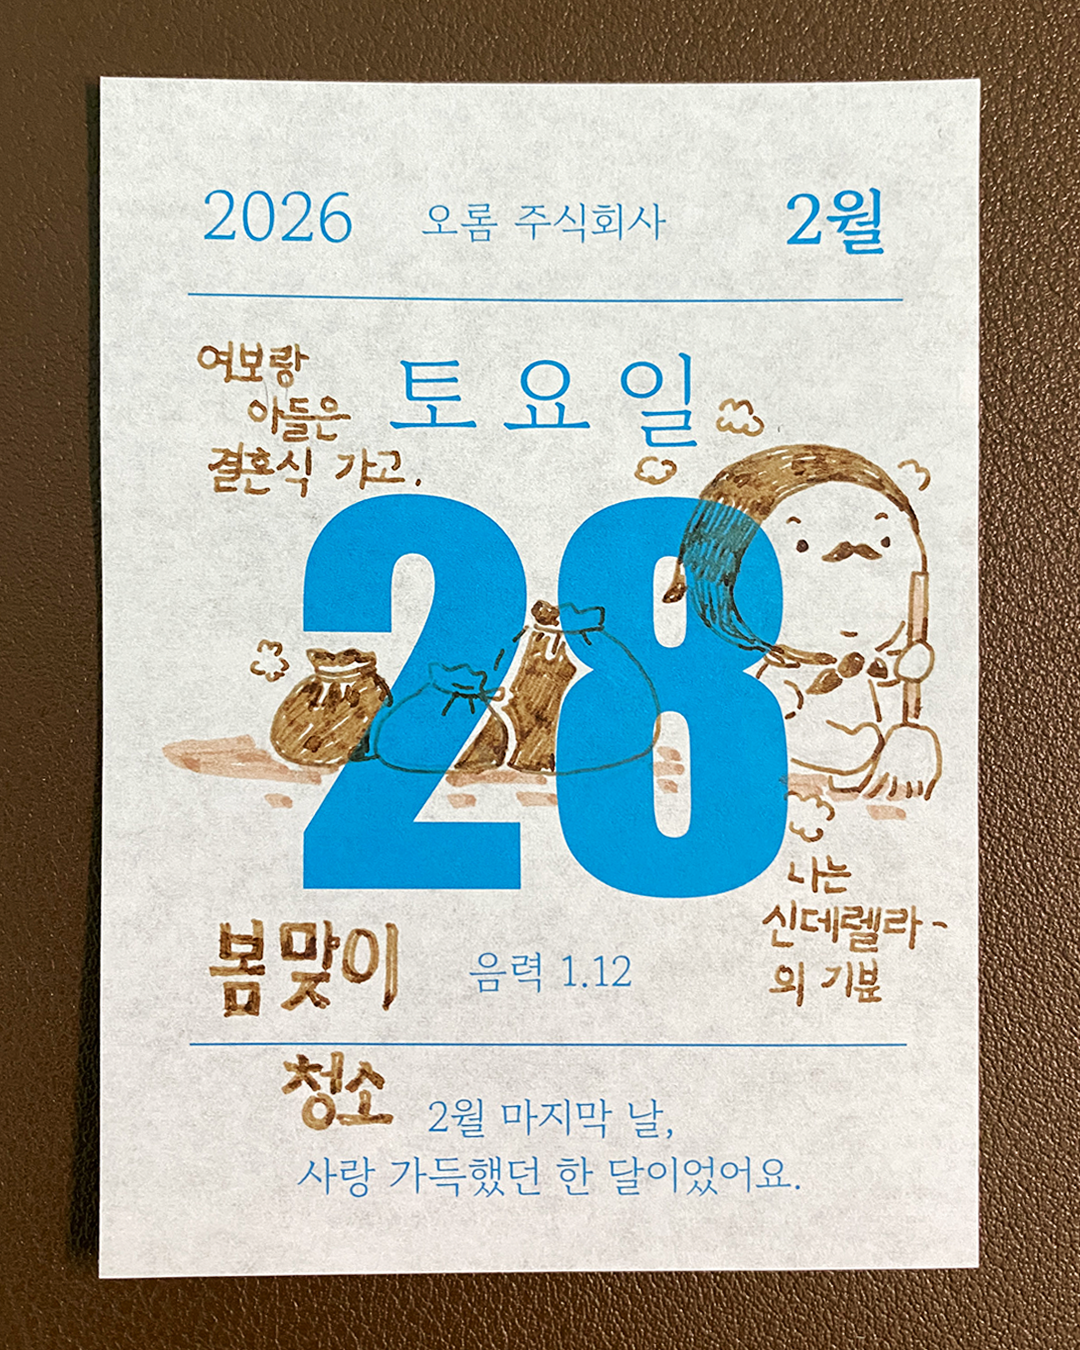 2026 오롬 주식회사 2월
여보랑
아들은
결혼식 가고.
토요일
28
나는
신데렐라-
의 기분
봄맞이
청소
음력 1.12
2월 마지막 날,
사랑 가득했던 한 달이었어요.